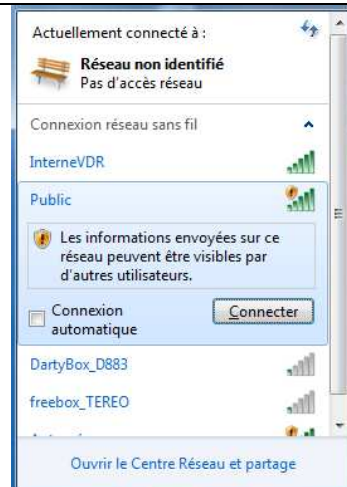 Actuellement connecté à :
Réseau non identifié
Pas d'accès réseau
Connexion réseau sans fil
InterneVDR
Public
Les informations envoyées sur ce
réseau peuvent être visibles par
d'autres utilisateurs.
Connexion
automatique
Connecter
DartyBox_D883
freebox_TEREO
Ouvrir le Centre Réseau et partage